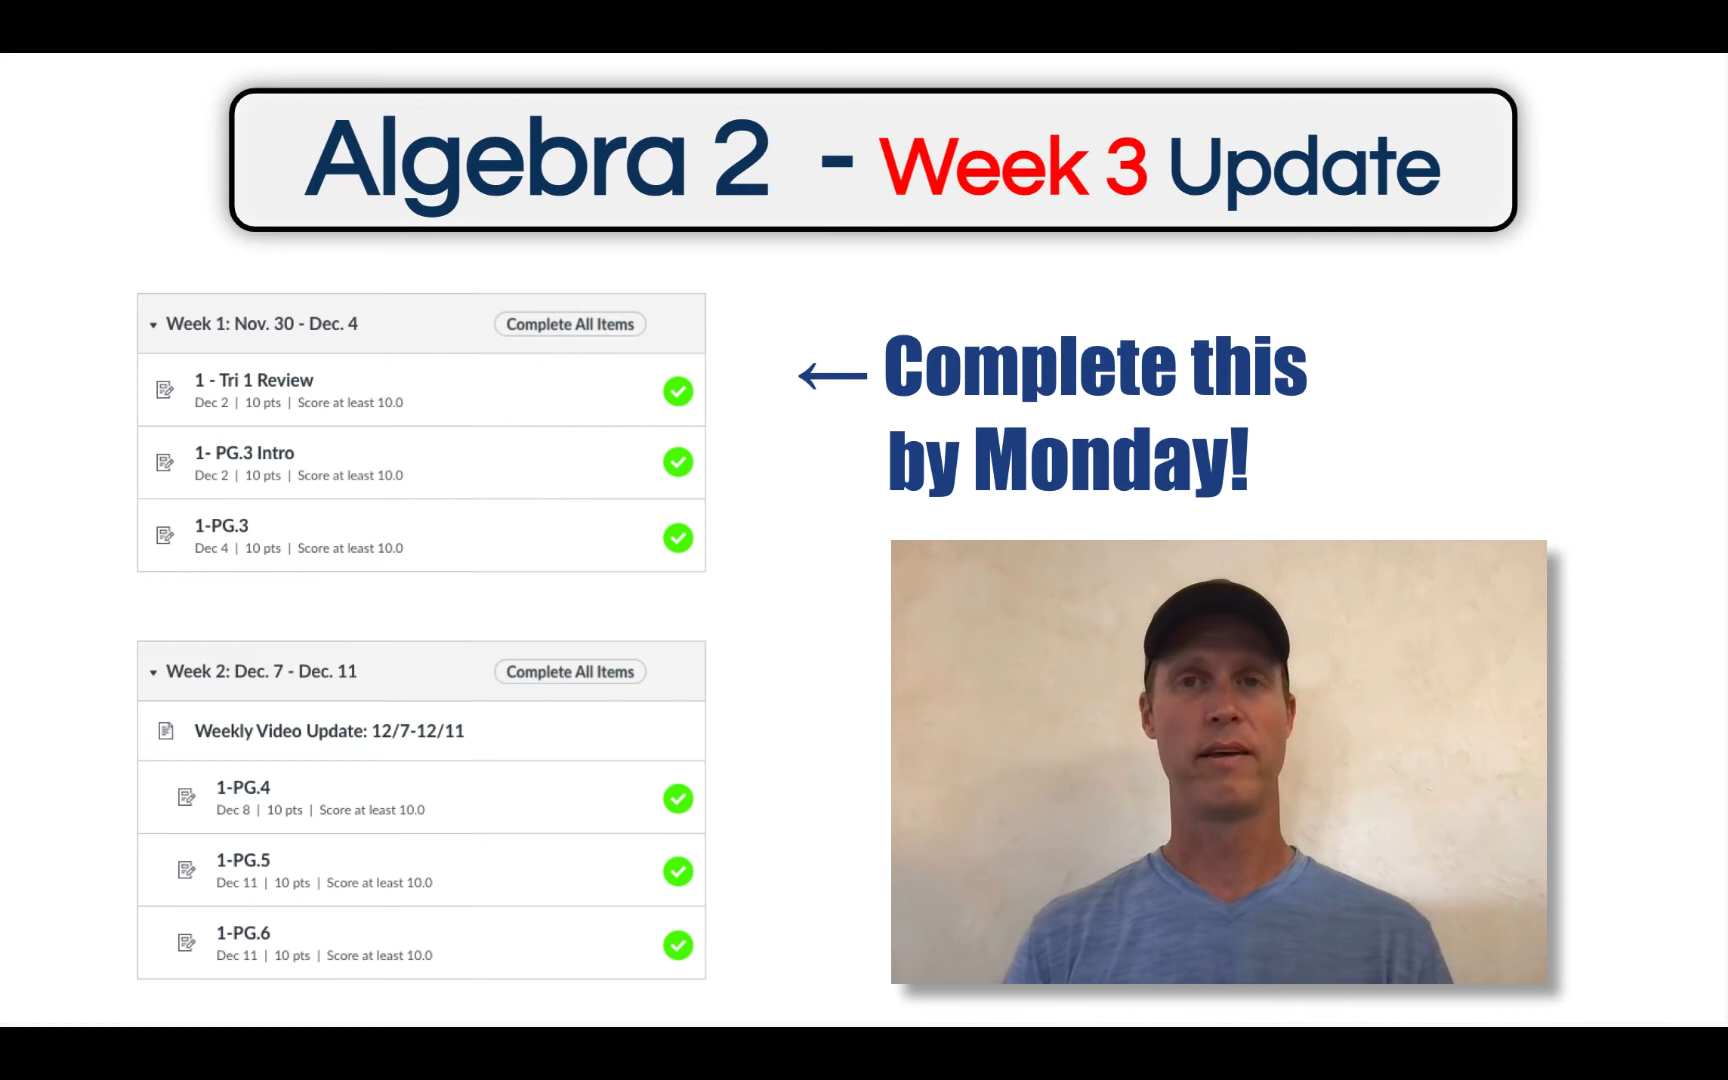 Algebra 2 - Week 3 Update
Week 1: Nov. 30 - Dec. 4 Complete All Items
1 - Tri 1 Review
Dec 2 | 10 pts | Score at least 10.0
1- PG.3 Intro
Dec 2 | 10 pts | Score at least 10.0
1-PG.3
Dec 4 | 10 pts | Score at least 10.0
← Complete this
by Monday!
Week 2: Dec. 7 - Dec. 11 Complete All Items
Weekly Video Update: 12/7-12/11
1-PG.4
Dec 8 | 10 pts | Score at least 10.0
1-PG.5
Dec 11 | 10 pts | Score at least 10.0
1-PG.6
Dec 11 | 10 pts | Score at least 10.0